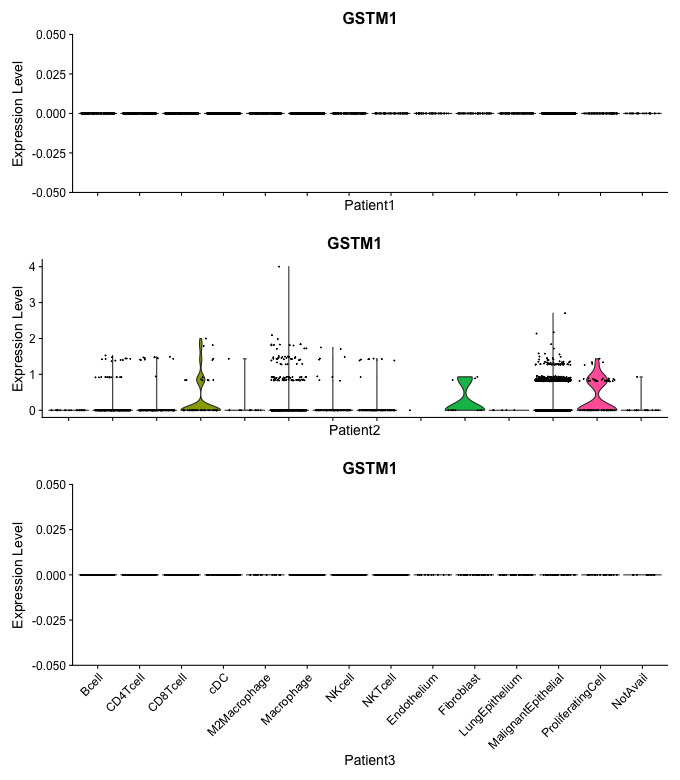 GSTM1
0.050
0.025
0.000
-0.025
-0.050
Expression Level
Patient1
GSTM1
4
3
2
1
0
Expression Level
Patient2
GSTM1
0.050
0.025
0.000
-0.025
-0.050
Expression Level
Bcell
CD4Tcell
CD8Tcell
cDC
M2Macrophage
Macrophage
NKcell
NKTcell
Endothelium
Fibroblast
LungEpithelium
MalignantEpithelial
ProliferatingCell
NotAvail
Patient3